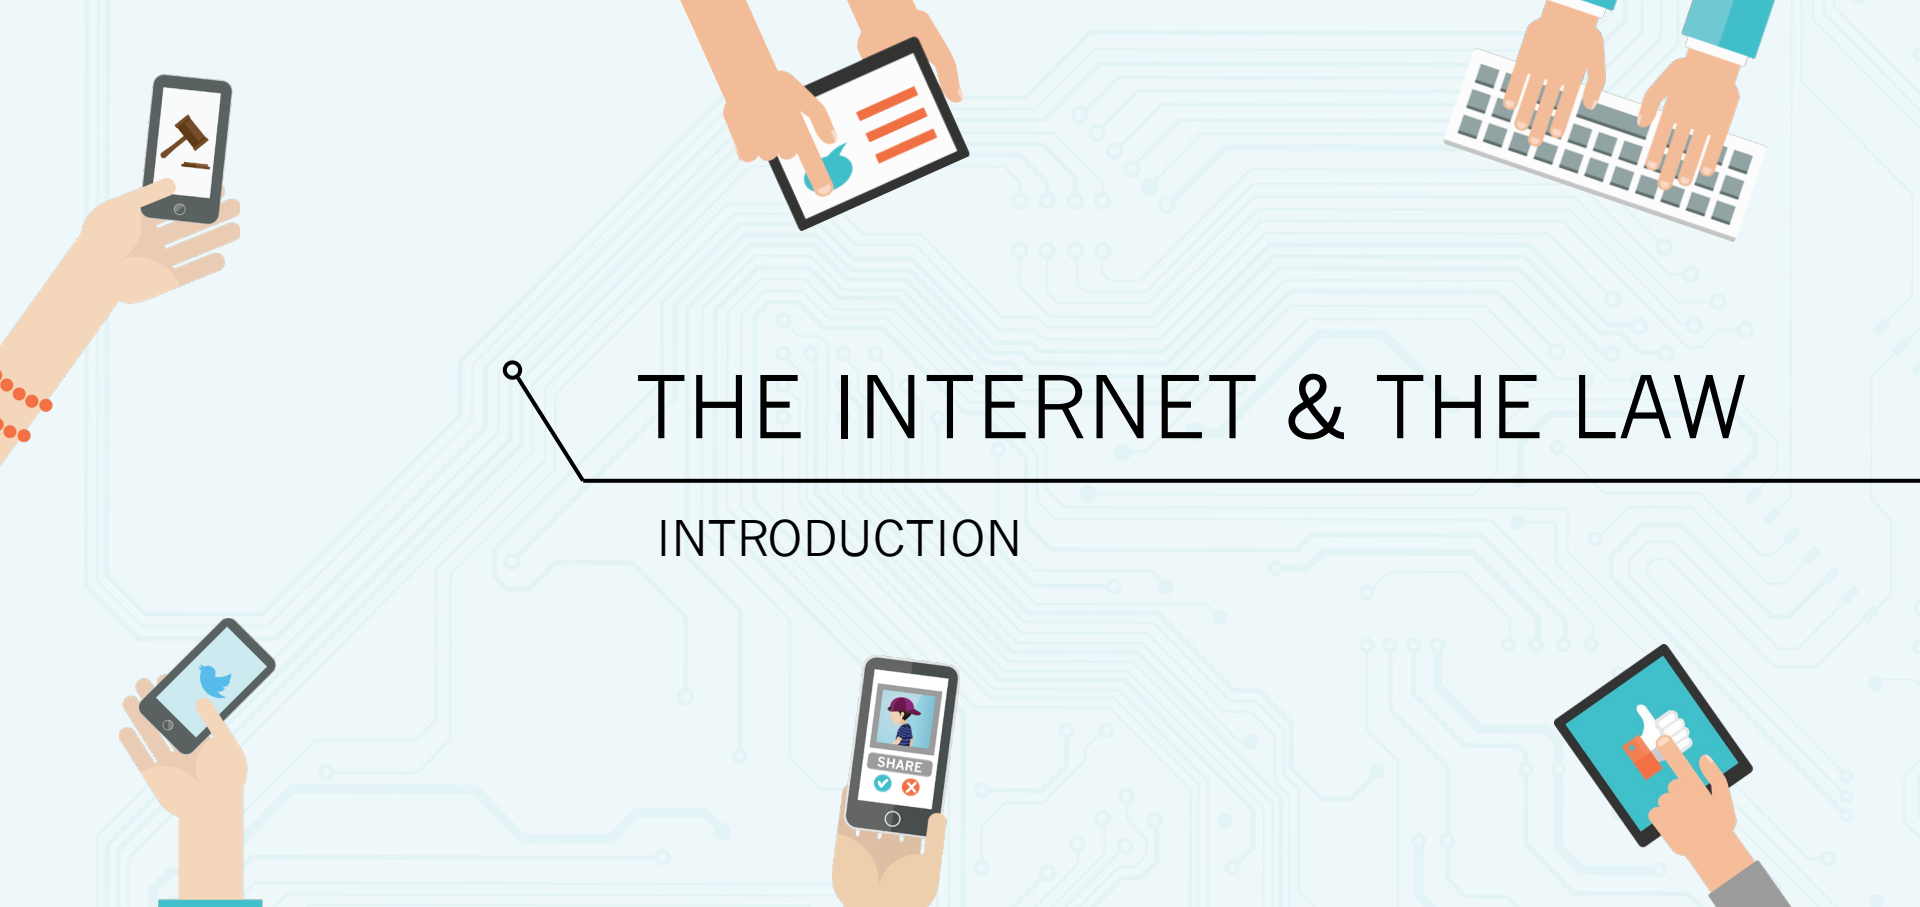 THE INTERNET & THE LAW
INTRODUCTION
SHARE